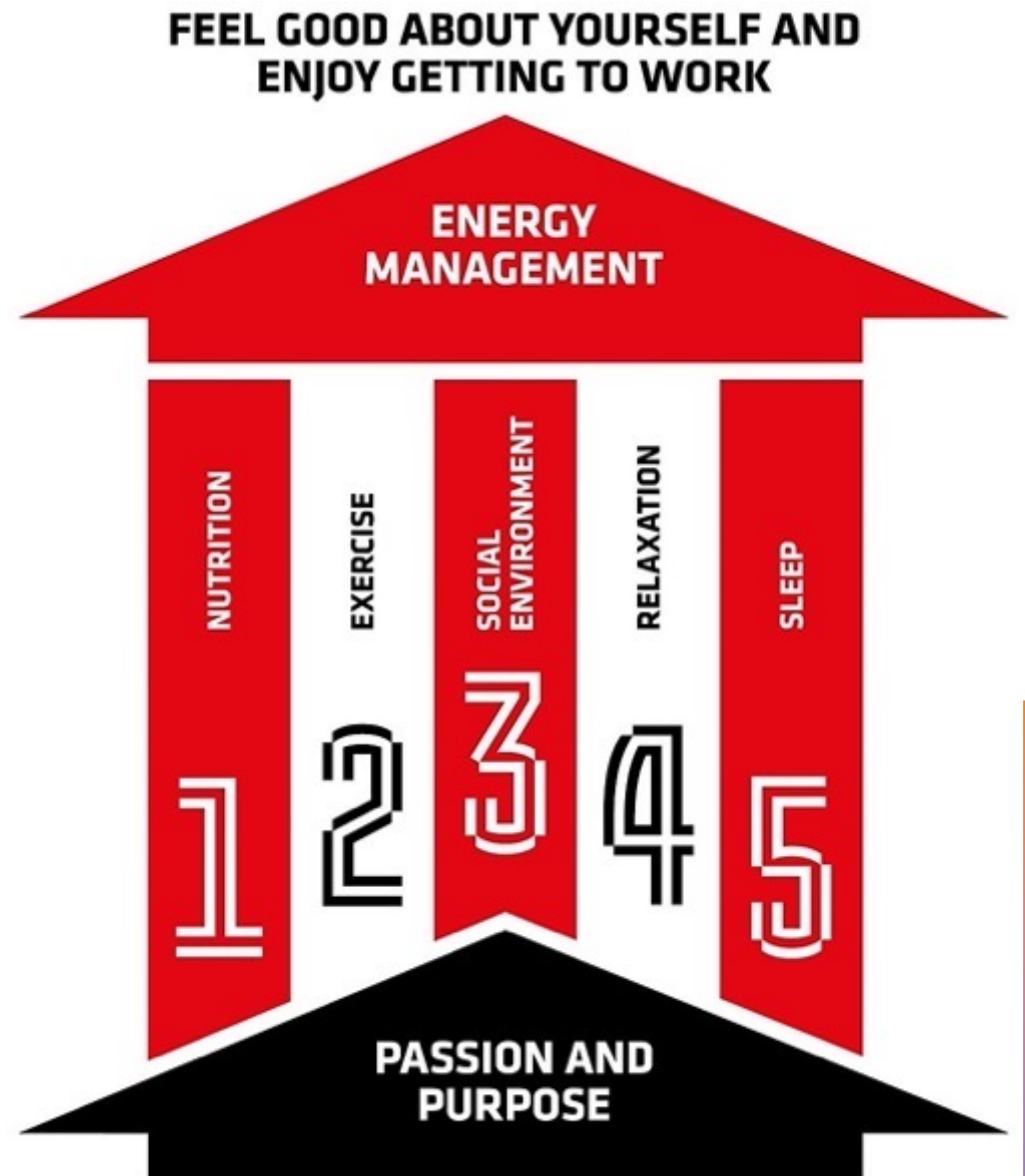 FEEL GOOD ABOUT YOURSELF AND
ENJOY GETTING TO WORK
ENERGY
MANAGEMENT
NUTRITION
1
EXERCISE
2
SOCIAL
ENVIRONMENT
3
RELAXATION
4
SLEEP
5
PASSION AND
PURPOSE